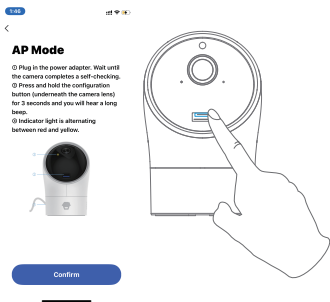 1:46
AP Mode
① Plug in the power adapter. Wait until
the camera completes a self-checking.
② Press and hold the configuration
button (underneath the camera lens)
for 3 seconds and you will hear a long
beep.
③ Indicator light is alternating
between red and yellow.
Confirm